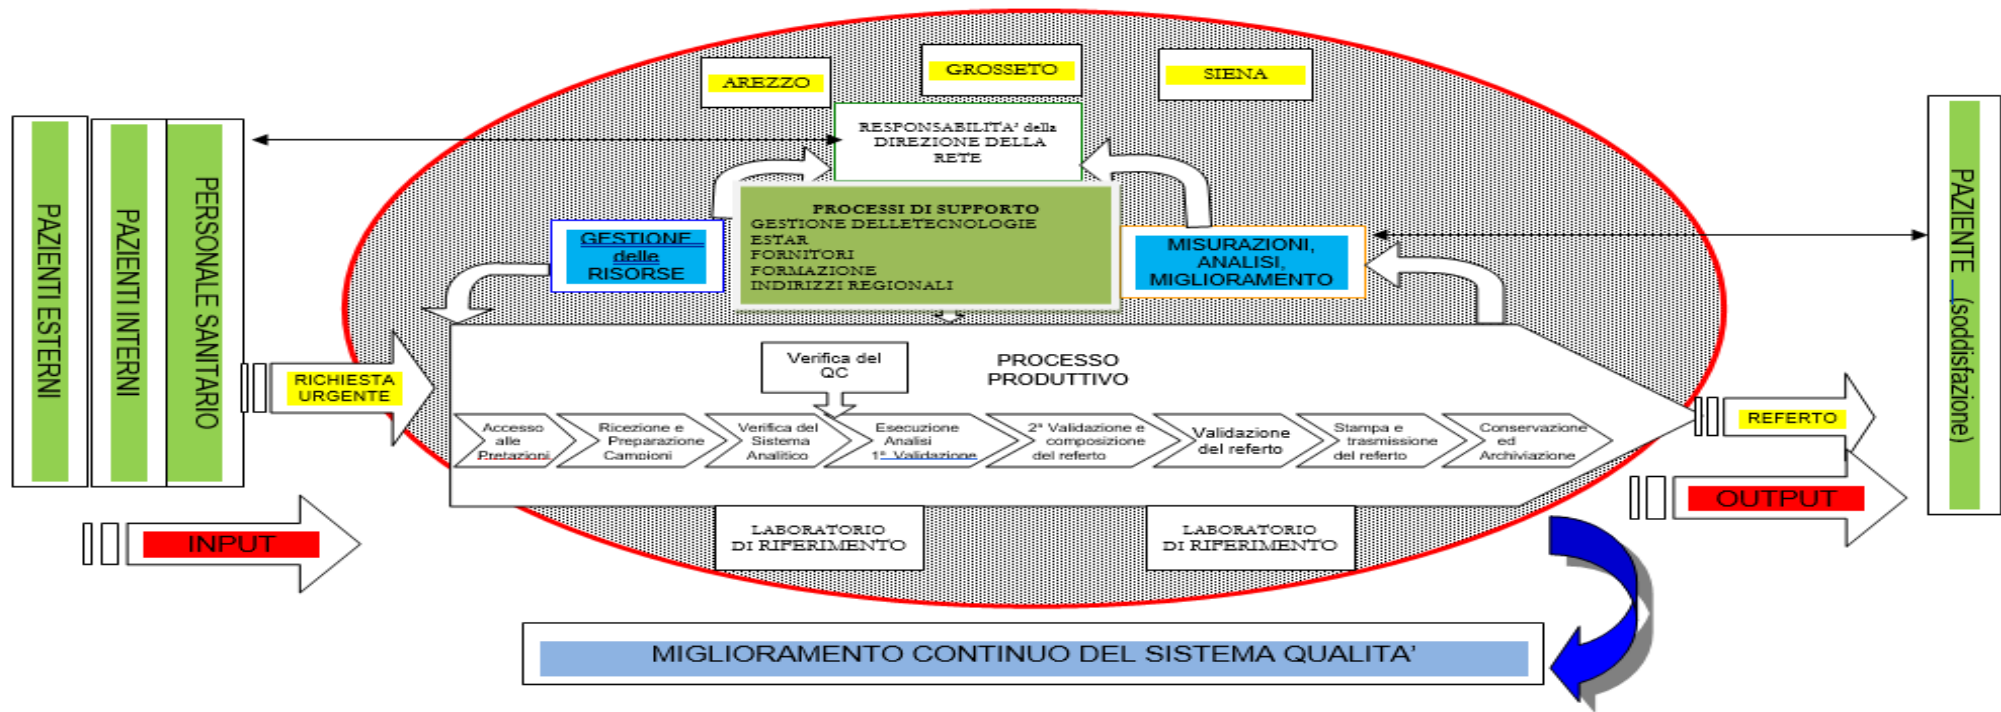 AREZZO
GROSSETO
SIENA
RESPONSABILITA' della
DIREZIONE DELLA
RETE
PAZIENTI ESTERNI
PAZIENTI INTERNI
PERSONALE SANITARIO
PROCESSI DI SUPPORTO
GESTIONE DELLETECNOLOGIE
ESTAR
FORNITORI
FORMAZIONE
INDIRIZZI REGIONALI
GESTIONE
delle
RISORSE
MISURAZIONI,
ANALISI,
MIGLIORAMENTO
PAZIENTE (soddisfazione)
RICHIESTA
URGENTE
Verifica del
QC
PROCESSO
PRODUTTIVO
Accesso
alle
Pretazioni
Ricezione e
Preparazione
Campioni
Verifica del
Sistema
Analitico
Esecuzione
Analisi
1ª Validazione
2ª Validazione e
composizione
del referto
Validazione
del referto
Stampa e
trasmissione
del referto
Conservazione
ed
Archiviazione
REFERTO
OUTPUT
INPUT
LABORATORIO
DI RIFERIMENTO
LABORATORIO
DI RIFERIMENTO
MIGLIORAMENTO CONTINUO DEL SISTEMA QUALITA'